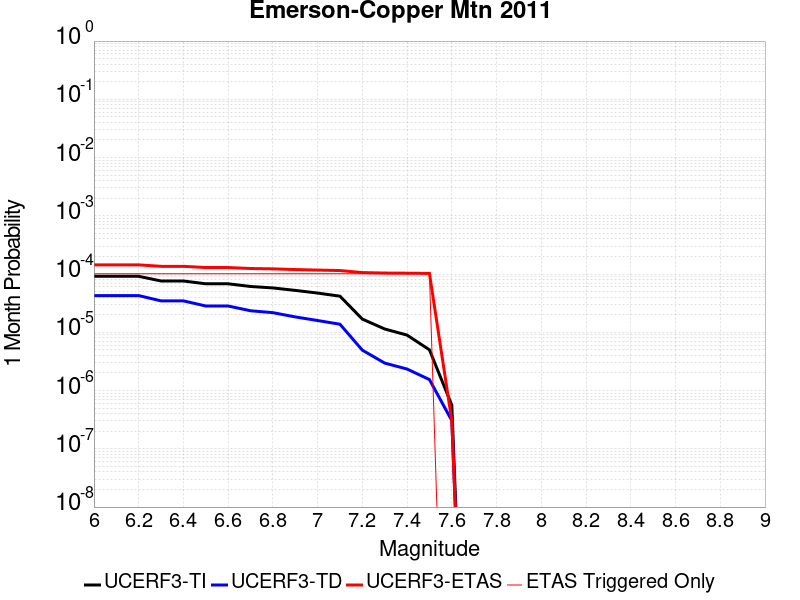 Emerson-Copper Mtn 2011
10^0
10^-1
10^-2
10^-3
10^-4
10^-5
10^-6
10^-7
10^-8
1 Month Probability
6 6.2 6.4 6.6 6.8 7 7.2 7.4 7.6 7.8 8 8.2 8.4 8.6 8.8 9
Magnitude
UCERF3-TI UCERF3-TD UCERF3-ETAS ETAS Triggered Only